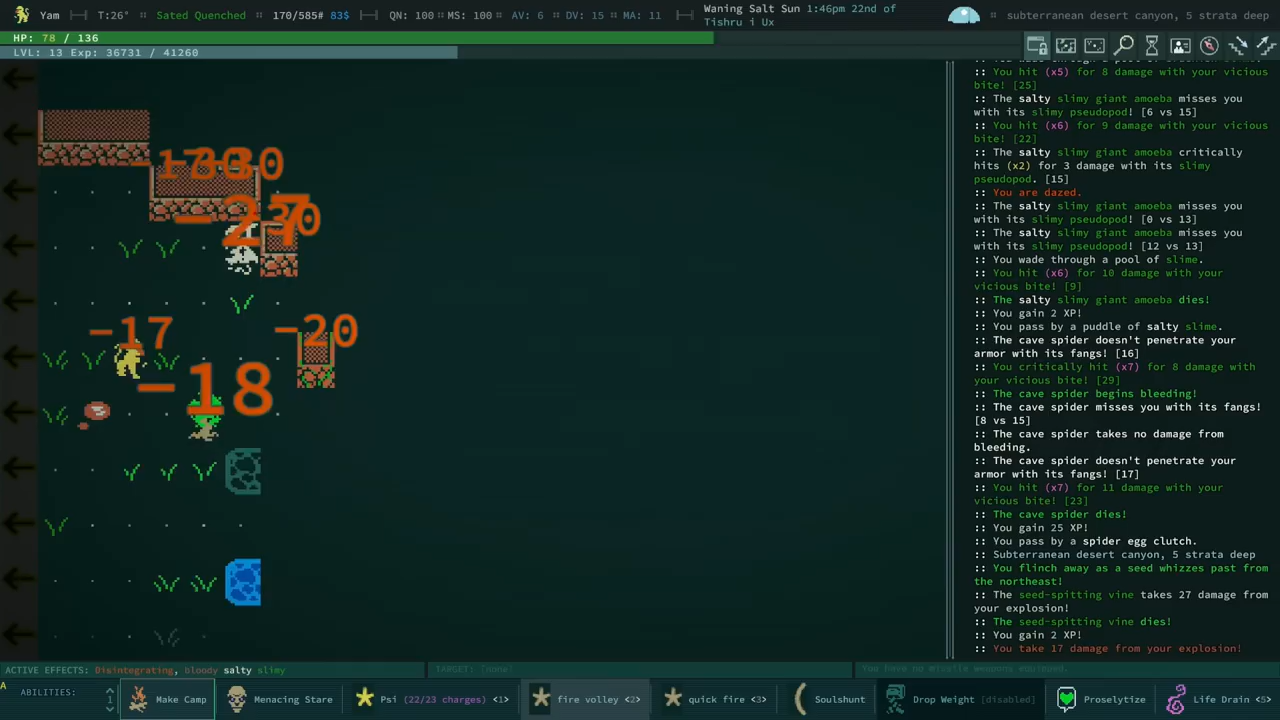 Yam T:26° Sated Quenched 170/585# 83$ QN: 100 MS: 100 AV: 6 DV: 15 MA: 11 Waning Salt Sun 1:46pm 22nd of
Tishru i Ux
subterranean desert canyon, 5 strata deep
HP: 78 / 136
LVL: 13 Exp: 36731 / 41260
:: You hit (x5) for 8 damage with your vicious
bite! [25]
:: The salty slimy giant amoeba misses you
with its slimy pseudopod! [6 vs 15]
:: You hit (x6) for 9 damage with your vicious
bite! [22]
:: The salty slimy giant amoeba critically
hits (x2) for 3 damage with its slimy
pseudopod. [15]
:: You are dazed.
:: The salty slimy giant amoeba misses you
with its slimy pseudopod! [0 vs 13]
:: The salty slimy giant amoeba misses you
with its slimy pseudopod! [12 vs 13]
:: You wade through a pool of slime.
:: You hit (x6) for 10 damage with your
vicious bite! [9]
:: The salty slimy giant amoeba dies!
:: You gain 2 XP!
:: You pass by a puddle of salty slime.
:: The cave spider doesn't penetrate your
armor with its fangs! [16]
:: You critically hit (x7) for 8 damage with
your vicious bite! [29]
:: The cave spider begins bleeding!
:: The cave spider misses you with its fangs!
[8 vs 15]
:: The cave spider takes no damage from
bleeding.
:: The cave spider doesn't penetrate your
armor with its fangs! [17]
:: You hit (x7) for 11 damage with your
vicious bite! [23]
:: The cave spider dies!
:: You gain 25 XP!
:: You pass by a spider egg clutch.
:: Subterranean desert canyon, 5 strata deep
:: You flinch away as a seed whizzes past from
the northeast!
:: The seed-spitting vine takes 27 damage from
your explosion!
:: The seed-spitting vine dies!
:: You gain 2 XP!
:: You take 17 damage from your explosion!
-30
-27
-17
-20
-18
ACTIVE EFFECTS: Disintegrating, bloody salty slimy
TARGET: [none]
You have no missile weapons equipped.
A
ABILITIES:
1
Make Camp
Menacing Stare
Psi (22/23 charges) <1>
fire volley <2>
quick fire <3>
Soulshunt
Drop Weight [disabled]
Proselytize
Life Drain <5>